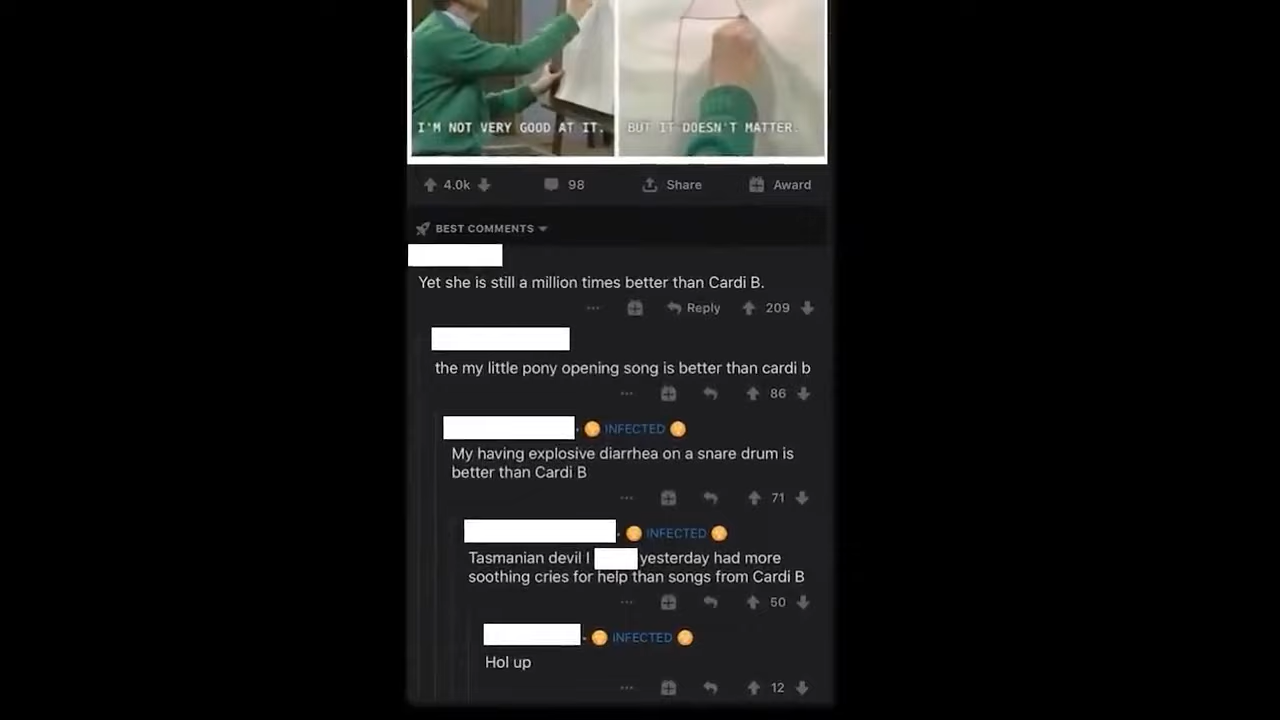 I'M NOT VERY GOOD AT IT.
BUT IT DOESN'T MATTER.
4.0k
98
Share
Award
BEST COMMENTS
Yet she is still a million times better than Cardi B.
Reply
209
the my little pony opening song is better than cardi b
86
INFECTED
My having explosive diarrhea on a snare drum is
better than Cardi B
71
INFECTED
Tasmanian devil I yesterday had more
soothing cries for help than songs from Cardi B
50
INFECTED
Hol up
12